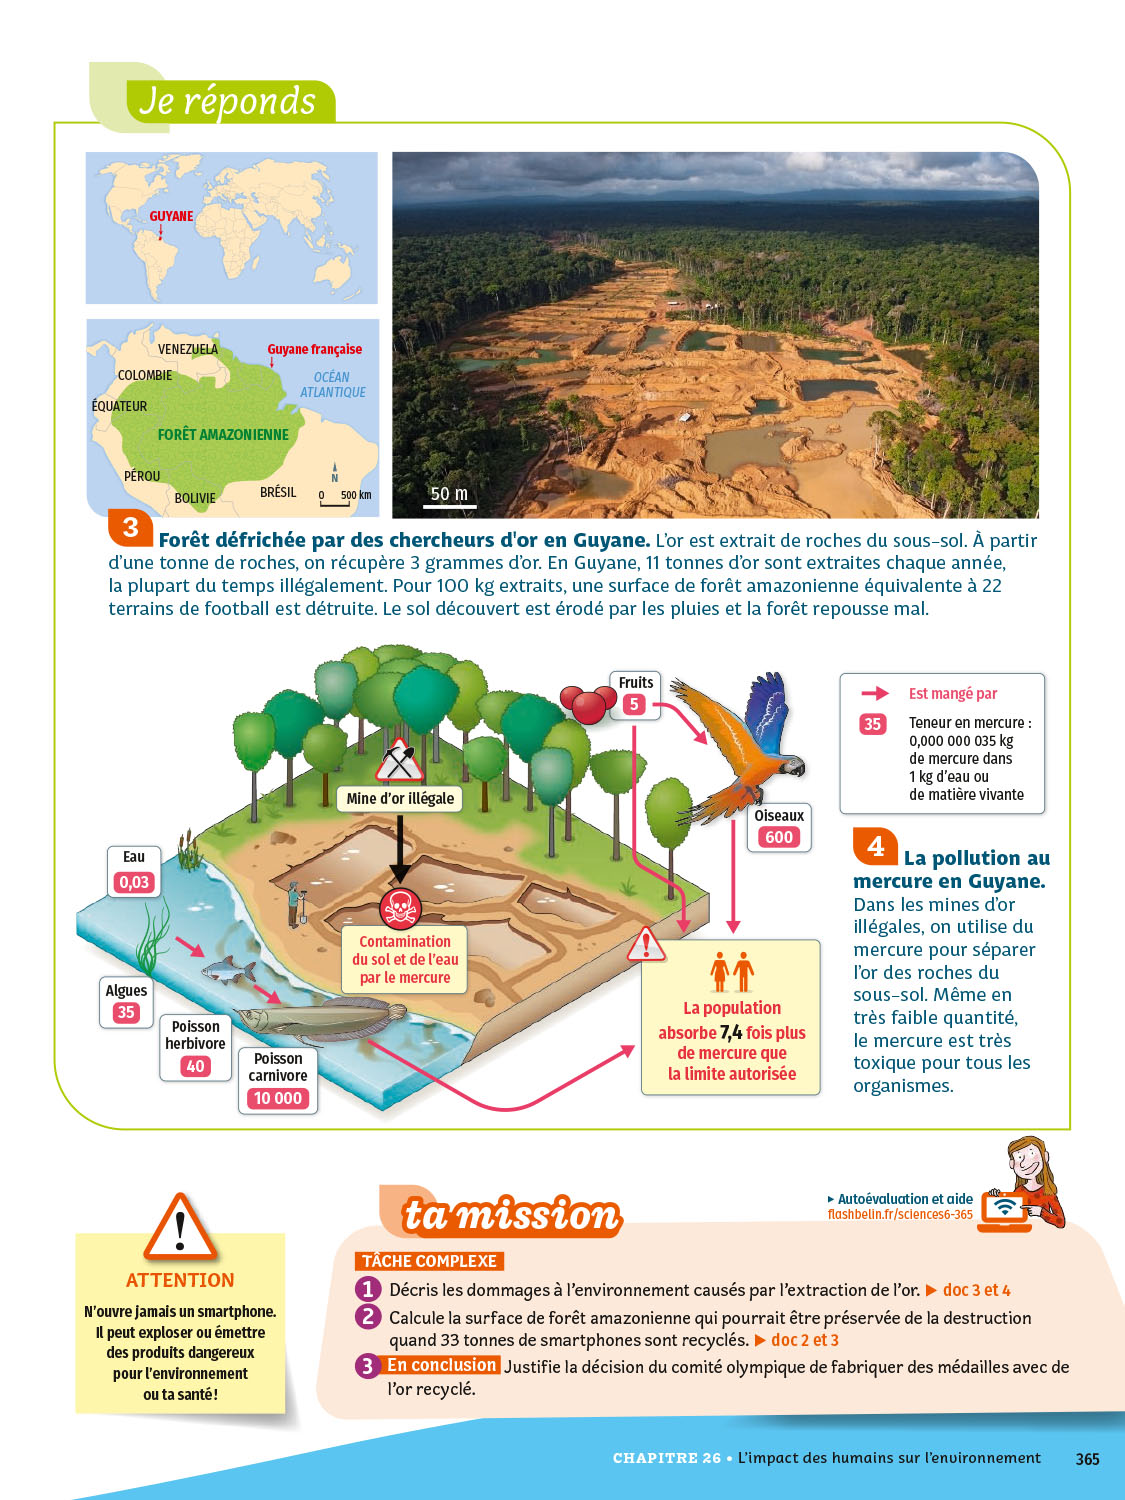 Je réponds
GUYANE
VENEZUELA
Guyane française
COLOMBIE
OCÉAN
ATLANTIQUE
ÉQUATEUR
FORÊT AMAZONIENNE
PÉROU
BOLIVIE
BRÉSIL
N
0 500 km
50 m
3 Forêt défrichée par des chercheurs d'or en Guyane. L'or est extrait de roches du sous-sol. À partir
d'une tonne de roches, on récupère 3 grammes d'or. En Guyane, 11 tonnes d'or sont extraites chaque année,
la plupart du temps illégalement. Pour 100 kg extraits, une surface de forêt amazonienne équivalente à 22
terrains de football est détruite. Le sol découvert est érodé par les pluies et la forêt repousse mal.
Fruits
5
Mine d'or illégale
Oiseaux
600
Eau
0,03
Contamination
du sol et de l'eau
par le mercure
Algues
35
Poisson
herbivore
40
Poisson
carnivore
10 000
!
La population
absorbe 7,4 fois plus
de mercure que
la limite autorisée
Est mangé par
35 Teneur en mercure :
0,000 000 035 kg
de mercure dans
1 kg d'eau ou
de matière vivante
4 La pollution au
mercure en Guyane.
Dans les mines d'or
illégales, on utilise du
mercure pour séparer
l'or des roches du
sous-sol. Même en
très faible quantité,
le mercure est très
toxique pour tous les
organismes.
!
ATTENTION
N'ouvre jamais un smartphone.
Il peut exploser ou émettre
des produits dangereux
pour l'environnement
ou ta santé !
ta mission
▸ Autoévaluation et aide
flashbelin.fr/sciences6-365
TÂCHE COMPLEXE
1 Décris les dommages à l'environnement causés par l'extraction de l'or. ▶ doc 3 et 4
2 Calcule la surface de forêt amazonienne qui pourrait être préservée de la destruction
quand 33 tonnes de smartphones sont recyclés. ▶ doc 2 et 3
3 En conclusion Justifie la décision du comité olympique de fabriquer des médailles avec de
l'or recyclé.
CHAPITRE 26 • L'impact des humains sur l'environnement 365